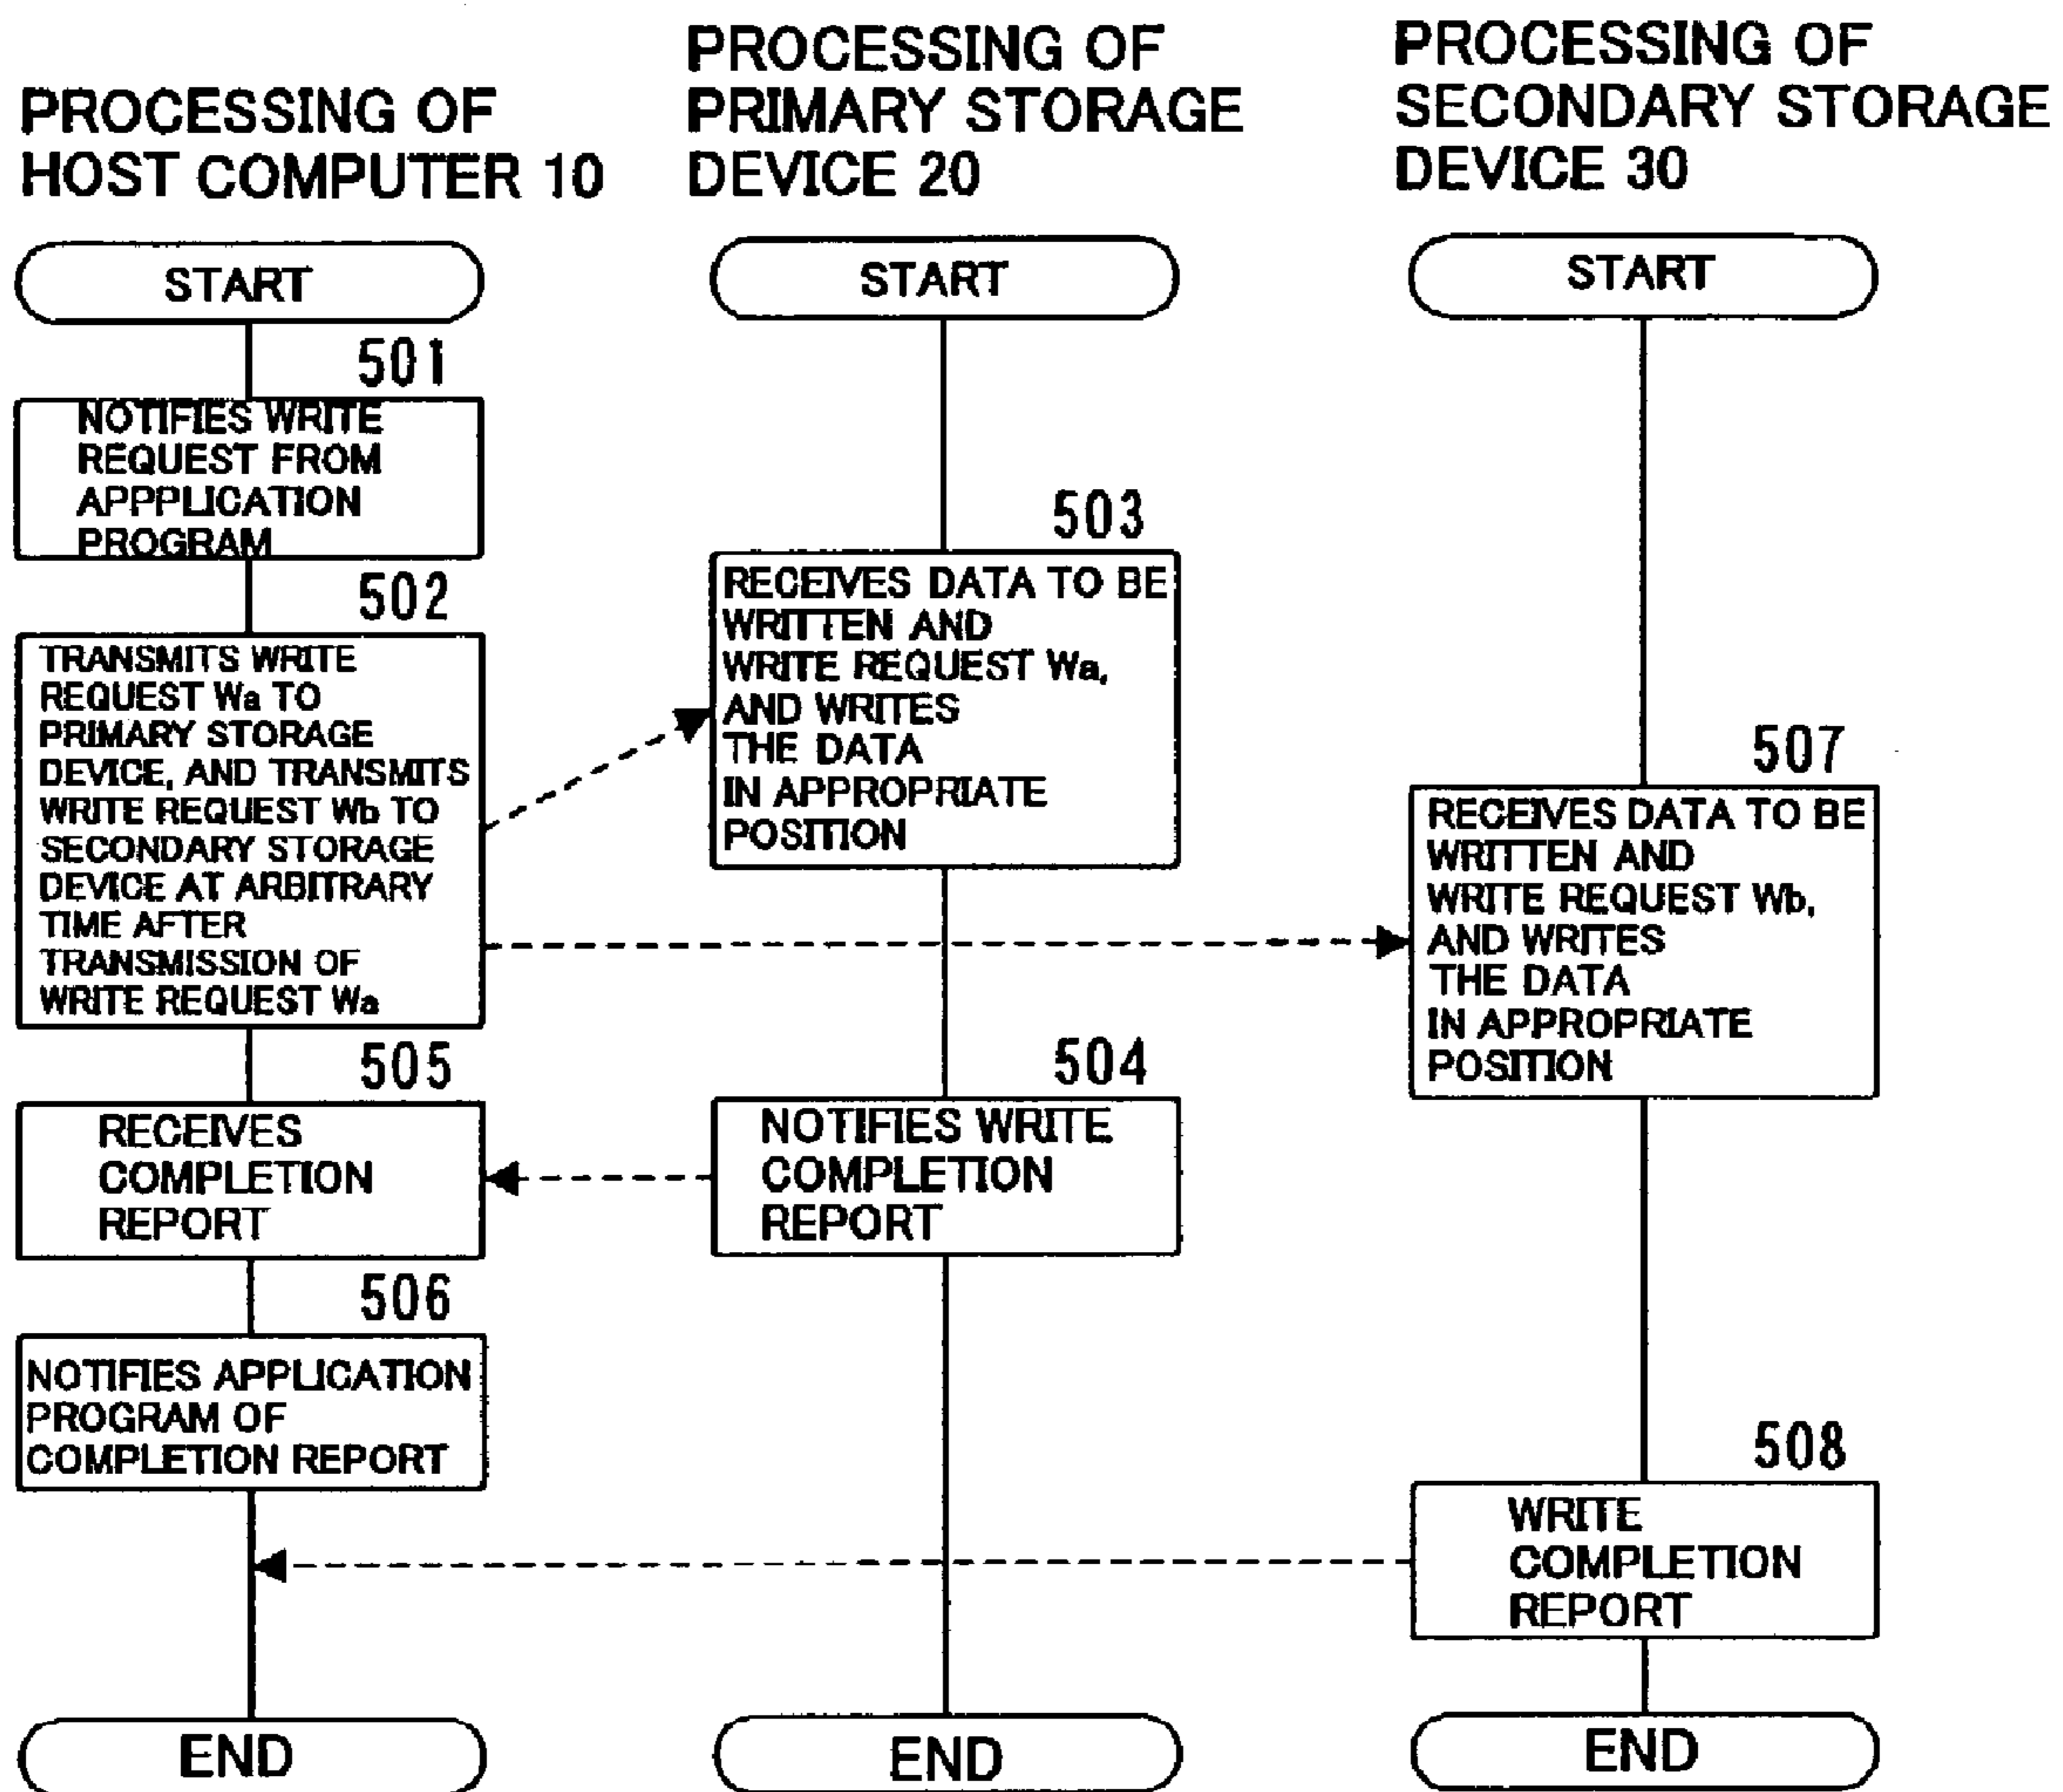 PROCESSING OF
HOST COMPUTER 10
PROCESSING OF
PRIMARY STORAGE
DEVICE 20
PROCESSING OF
SECONDARY STORAGE
DEVICE 30
START
501
NOTIFIES WRITE
REQUEST FROM
APPPLICATION
PROGRAM
502
TRANSMITS WRITE
REQUEST Wa TO
PRIMARY STORAGE
DEVICE, AND TRANSMITS
WRITE REQUEST Wb TO
SECONDARY STORAGE
DEVICE AT ARBITRARY
TIME AFTER
TRANSMISSION OF
WRITE REQUEST Wa
505
RECEIVES
COMPLETION
REPORT
506
NOTIFIES APPLICATION
PROGRAM OF
COMPLETION REPORT
END
START
503
RECEIVES DATA TO BE
WRITTEN AND
WRITE REQUEST Wa,
AND WRITES
THE DATA
IN APPROPRIATE
POSITION
504
NOTIFIES WRITE
COMPLETION
REPORT
END
START
507
RECEIVES DATA TO BE
WRITTEN AND
WRITE REQUEST Wb,
AND WRITES
THE DATA
IN APPROPRIATE
POSITION
508
WRITE
COMPLETION
REPORT
END